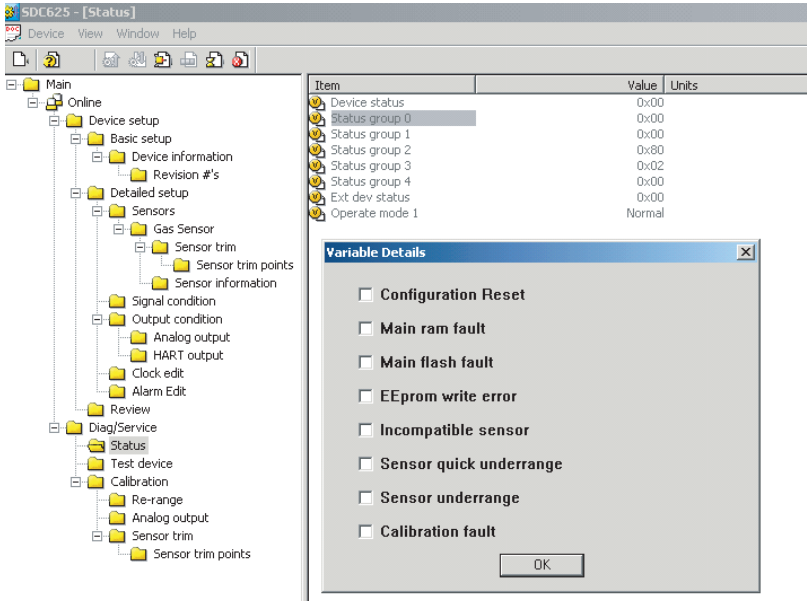 SDC625 - [Status]
Device View Window Help
Main
Online
Device setup
Basic setup
Device information
Revision #'s
Detailed setup
Sensors
Gas Sensor
Sensor trim
Sensor trim points
Sensor information
Signal condition
Output condition
Analog output
HART output
Clock edit
Alarm Edit
Review
Diag/Service
Status
Test device
Calibration
Re-range
Analog output
Sensor trim
Sensor trim points
Item Value Units
Device status 0x00
Status group 0 0x00
Status group 1 0x00
Status group 2 0x80
Status group 3 0x02
Status group 4 0x00
Ext dev status 0x00
Operate mode 1 Normal
Variable Details
Configuration Reset
Main ram fault
Main flash fault
EEprom write error
Incompatible sensor
Sensor quick underrange
Sensor underrange
Calibration fault
OK